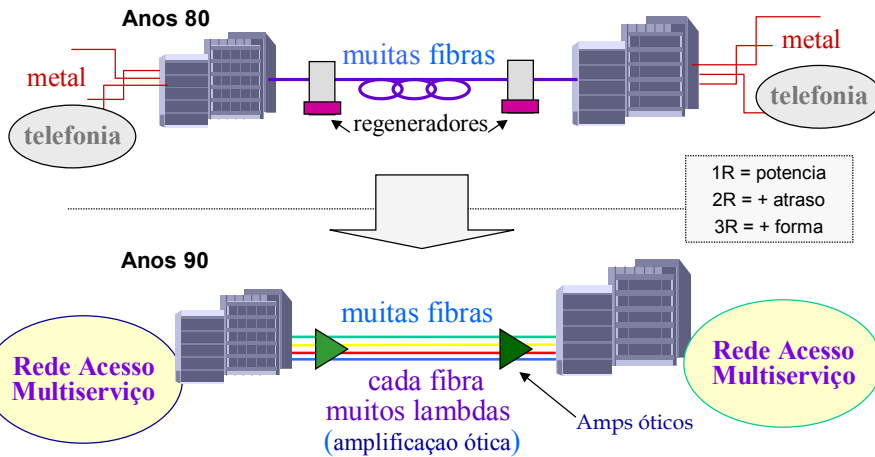 Anos 80
metal
telefonia
muitas fibras
regeneradores
metal
telefonia
1R = potencia
2R = + atraso
3R = + forma
Anos 90
Rede Acesso
Multiserviço
muitas fibras
cada fibra
muitos lambdas
(amplificaçao ótica)
Amps óticos
Rede Acesso
Multiserviço